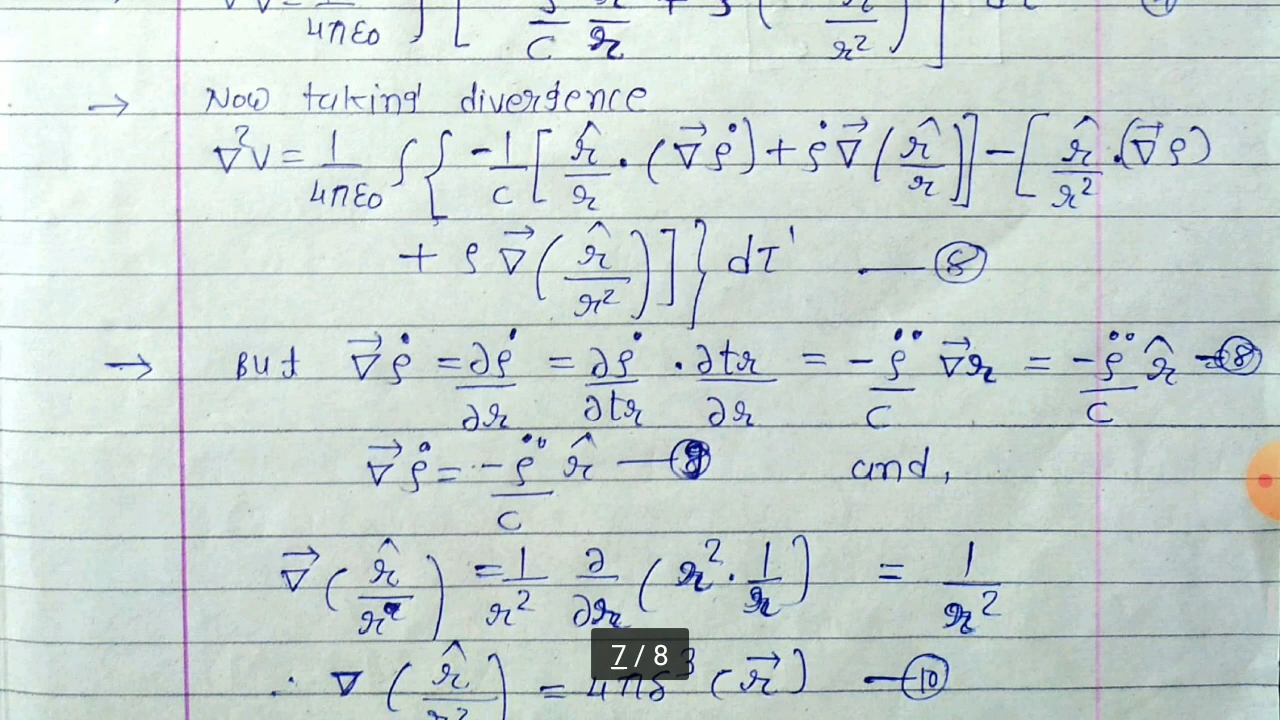 4πε0 ∫ [ ρ̇/C r̂/r + ρ ( r̂/r² ) ]
→ Now taking divergence
∇²V = 1/4πε0 ∫ { -1/C [ r̂/r . (∇⃗ρ̇) + ρ̇ ∇⃗( r̂/r ) ] - [ r̂/r² .(∇⃗ρ)
+ ρ ∇⃗( r̂/r² ) ] } dτ' — ⑧
→ But ∇⃗ρ̇ = ∂ρ̇/∂r = ∂ρ̇/∂tr . ∂tr/∂r = - ρ̈/C ∇⃗r = - ρ̈/C r̂ — ⑧
∇⃗ρ̇ = - ρ̈/C r̂ — ⑨ and,
∇⃗( r̂/r ) = 1/r² ∂/∂r ( r² . 1/r ) = 1/r²
∴ ∇ ( r̂/r² ) = 4πδ³ (r⃗) — ⑩
7 / 8